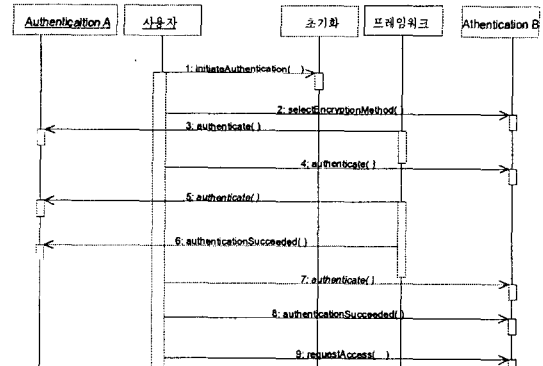 Authentication A
사용자
초기화
프레임워크
Athentication B
1: initiateAuthentication( )
2: selectEncryptionMethod( )
3: authenticate( )
4: authenticate( )
5: authenticate( )
6: authenticationSucceeded( )
7: authenticate( )
8: authenticationSucceeded( )
9: requestAccess( )